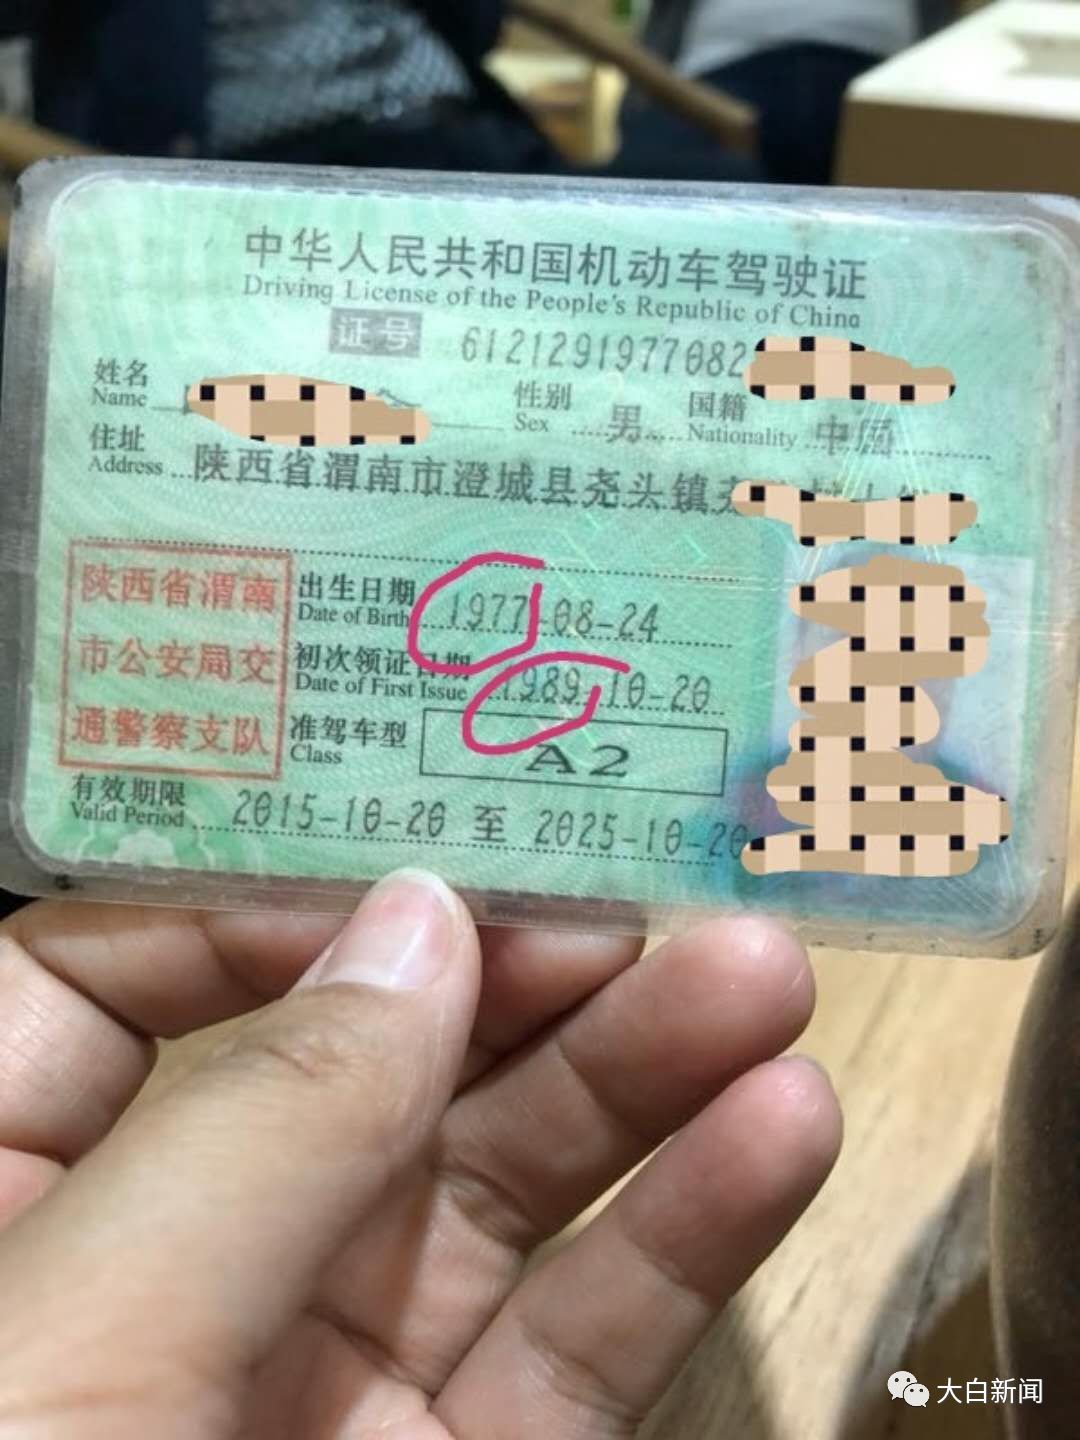 中华人民共和国机动车驾驶证
Driving License of the People's Republic of China
证号 6121291977082
姓名 Name 性别 Sex 男 国籍 Nationality 中国
住址 Address 陕西省渭南市澄城县尧头镇
陕西省渭南
市公安局交
通警察支队
出生日期 Date of Birth 1977-08-24
初次领证日期 Date of First Issue 1989-10-20
准驾车型 Class A2
有效期限 Valid Period 2015-10-20 至 2025-10-20
大白新闻